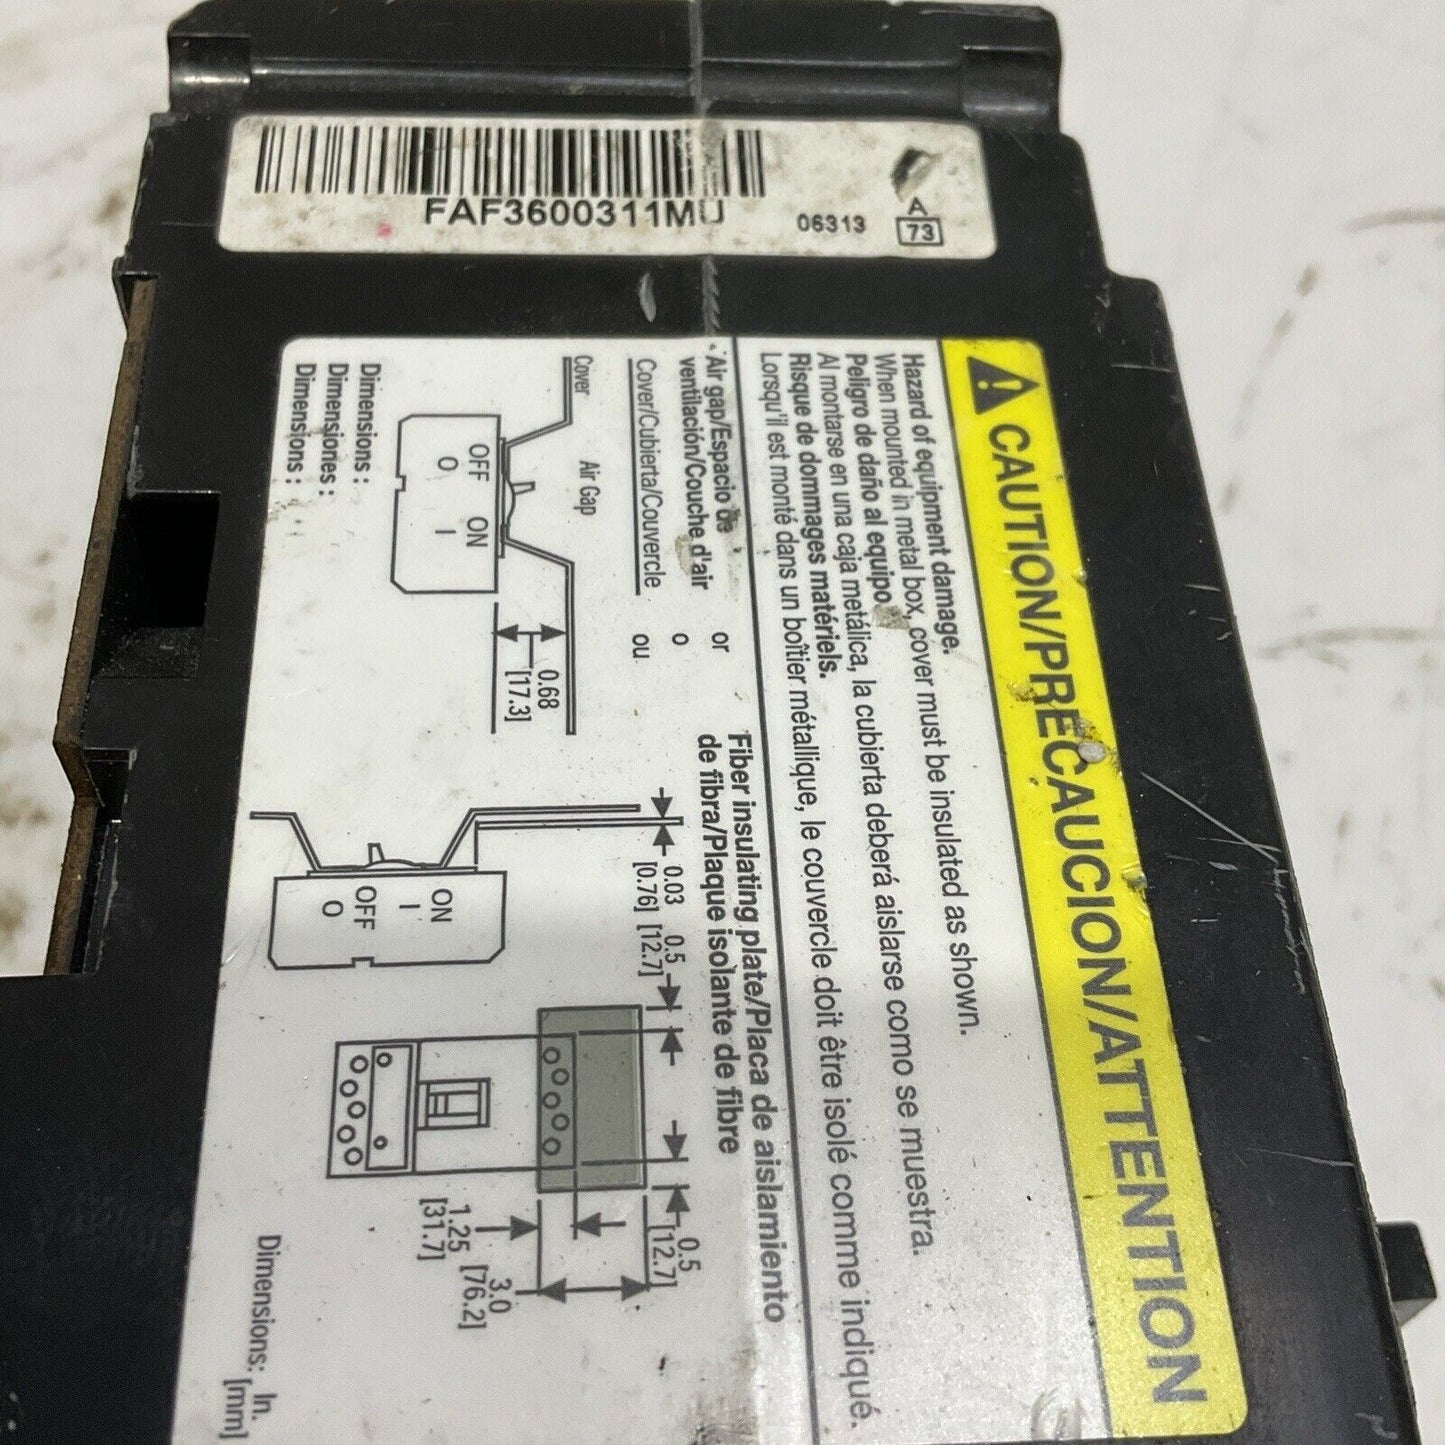 FAF3600311MU
06313
A
73
CAUTION/PRECAUCION/ATTENTION
Hazard of equipment damage.
When mounted in metal box, cover must be insulated as shown.
Peligro de daño al equipo
Al montarse en una caja metálica, la cubierta deberá aislarse como se muestra.
Risque de dommages matériels.
Lorsqu'il est monté dans un boîtier métallique, le couvercle doit être isolé comme indiqué.
Air gap/Espacio de
ventilación/Couche d'air
Cover/Cubierta/Couvercle
or
o
ou
Fiber insulating plate/Placa de aislamiento
de fibra/Plaque isolante de fibre
Cover
Air Gap
OFF
O
ON
I
0.68
[17.3]
Dimensions :
Dimensiones :
Dimensions :
0.03
[0.76]
0.5
[12.7]
ON
I
OFF
O
0.5
[12.7]
1.25
[31.7]
3.0
[76.2]
Dimensions: In.
[mm]